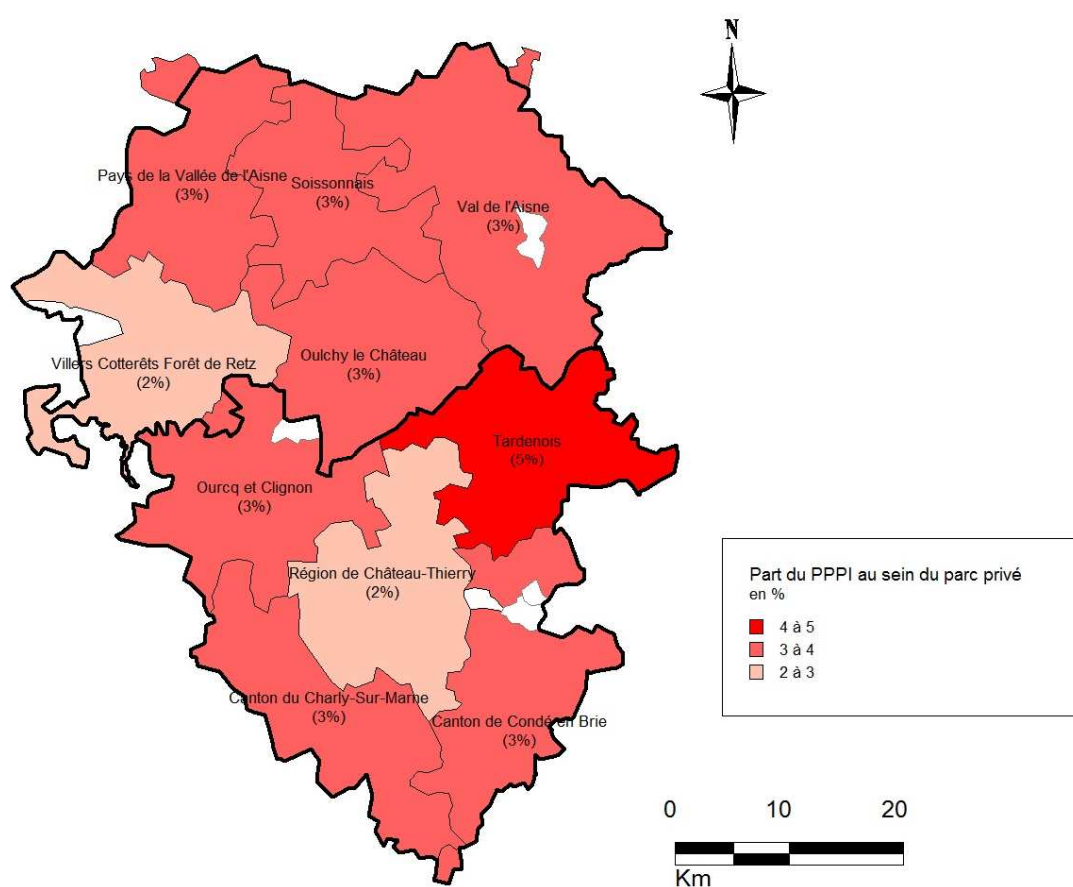 N
Pays de la Vallée de l'Aisne
(3%)
Soissonnais
(3%)
Val de l'Aisne
(3%)
Villers Cotterêts Forêt de Retz
(2%)
Oulchy le Château
(3%)
Tardenois
(5%)
Ourcq et Clignon
(3%)
Région de Château-Thierry
(2%)
Canton du Charly-Sur-Marne
(3%)
Canton de Condé en Brie
(3%)
Part du PPPI au sein du parc privé
en %
4 à 5
3 à 4
2 à 3
0 10 20
Km